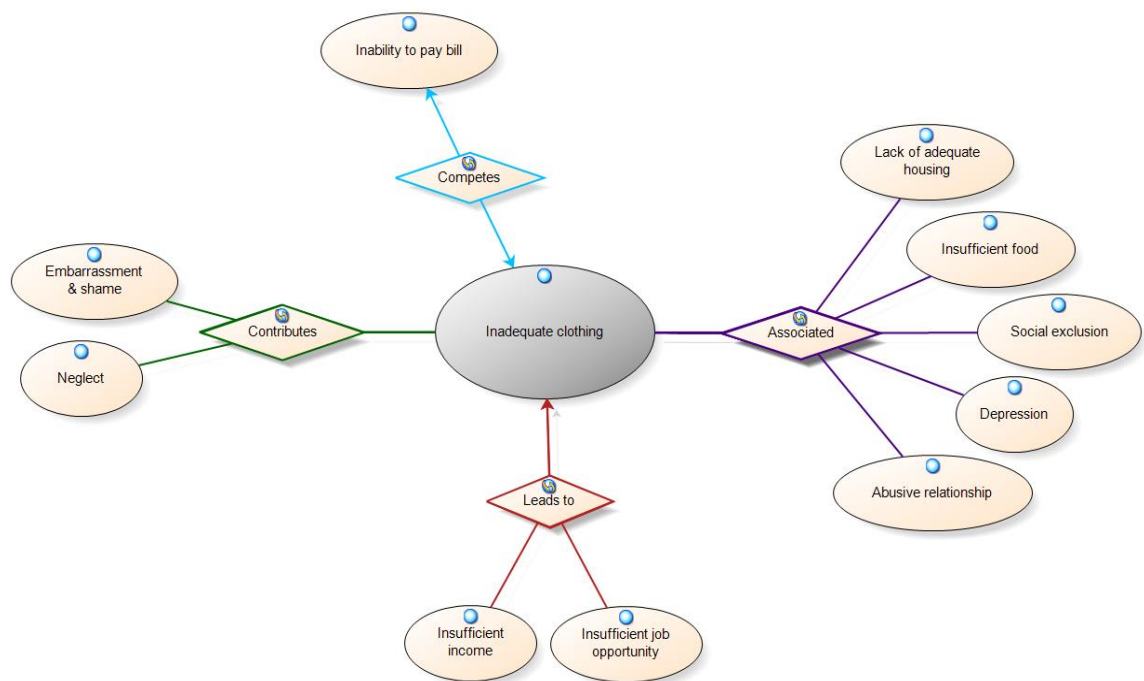 Inability to pay bill
Competes
Lack of adequate
housing
Insufficient food
Embarrassment
& shame
Contributes
Inadequate clothing
Associated
Social exclusion
Neglect
Depression
Abusive relationship
Leads to
Insufficient
income
Insufficient job
opportunity